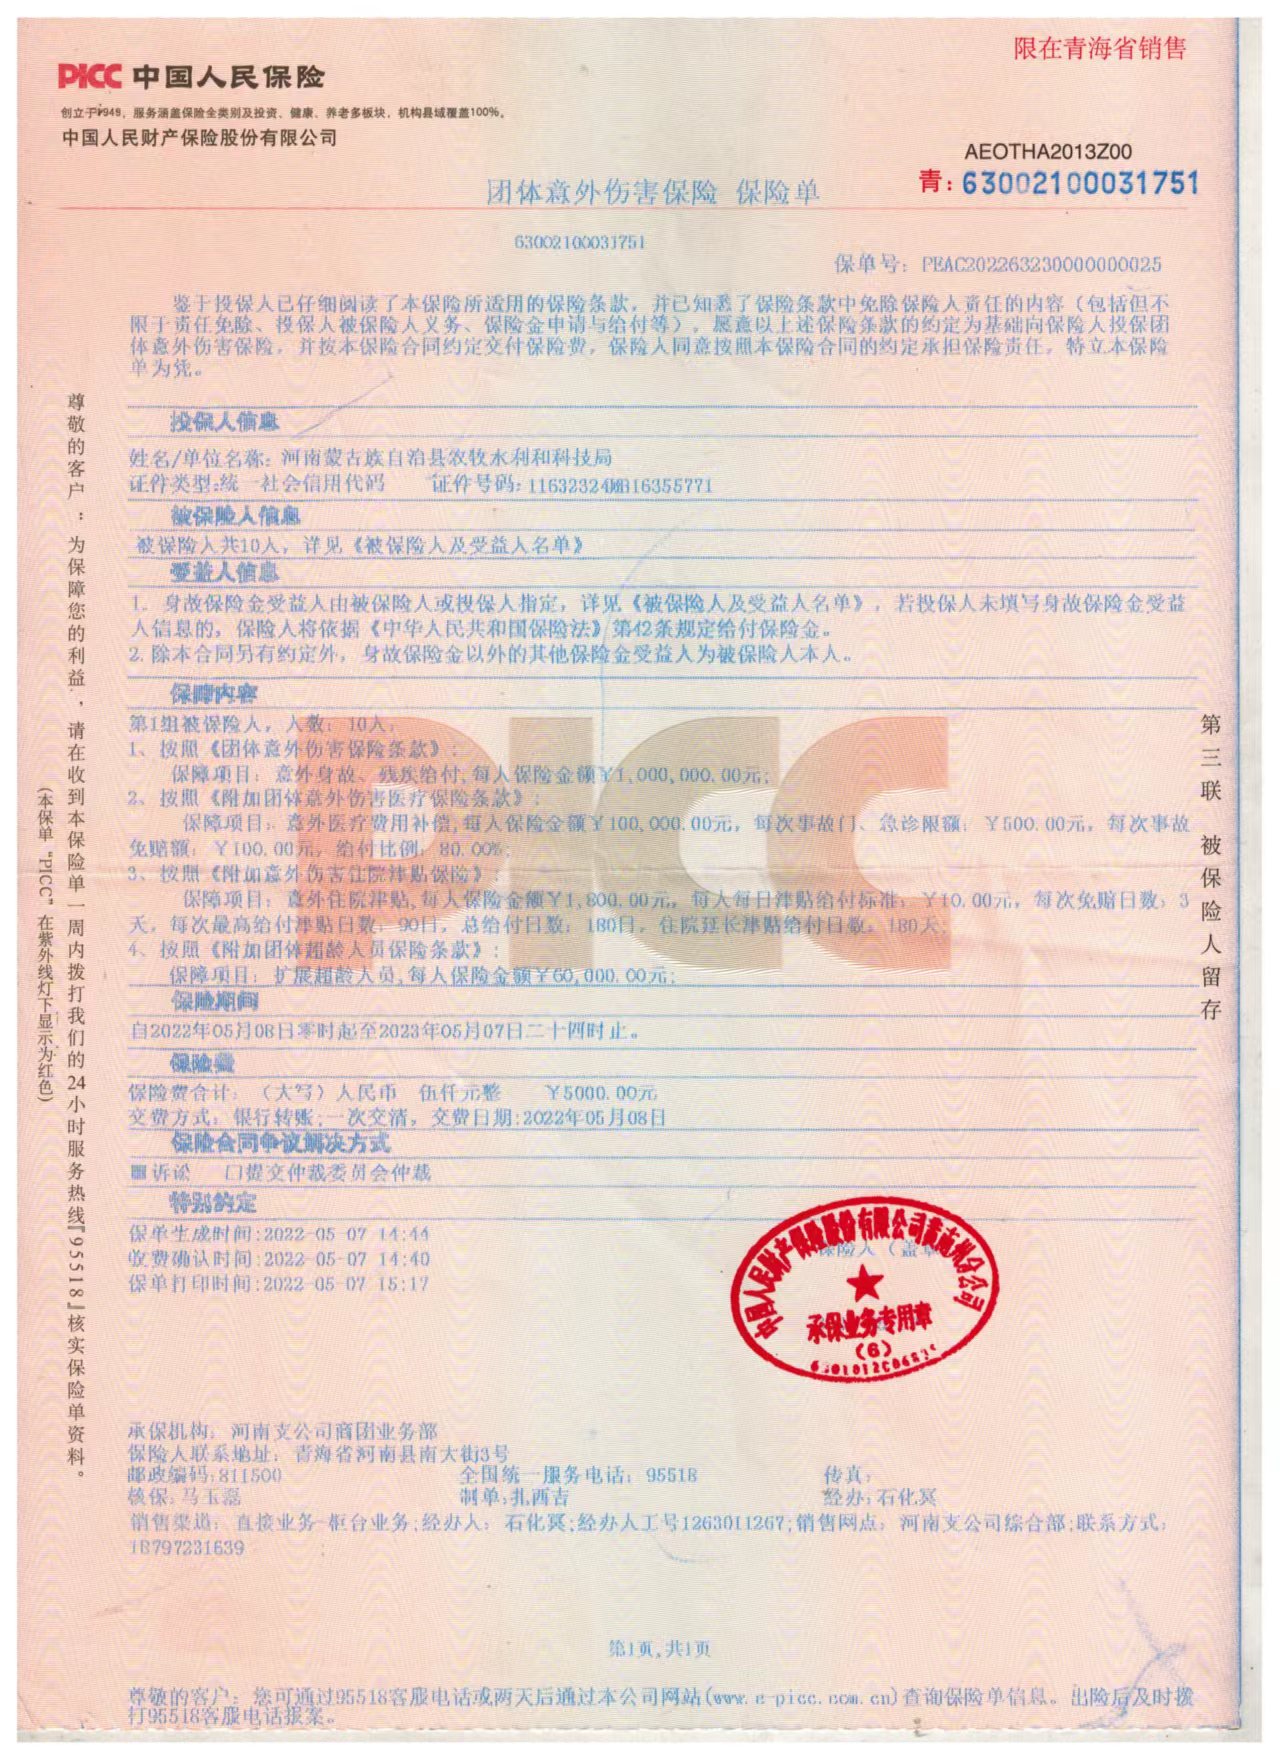 限在青海省销售
PICC 中国人民保险
创立于1949，服务涵盖保险全类别及投资、健康、养老多板块，机构县域覆盖100%。
中国人民财产保险股份有限公司
AEOTHA2013Z00
青：63002100031751
团体意外伤害保险 保险单
63002100031751
保单号：PEAC202263230000000025
鉴于投保人已仔细阅读了本保险所适用的保险条款，并已知悉了保险条款中免除保险人责任的内容（包括但不
限于责任免除、投保人被保险人义务、保险金申请与给付等），愿意以上述保险条款的约定为基础向保险人投保团
体意外伤害保险，并按本保险合同约定交付保险费，保险人同意按照本保险合同的约定承担保险责任，特立本保险
单为凭。
投保人信息
姓名/单位名称：河南蒙古族自治县农牧水利和科技局
证件类型:统一社会信用代码 证件号码：11632324MB16355771
被保险人信息
被保险人共10人，详见《被保险人及受益人名单》
受益人信息
1. 身故保险金受益人由被保险人或投保人指定，详见《被保险人及受益人名单》，若投保人未填写身故保险金受益
人信息的，保险人将依据《中华人民共和国保险法》第42条规定给付保险金。
2. 除本合同另有约定外，身故保险金以外的其他保险金受益人为被保险人本人。
保障内容
第1组被保险人，人数：10人；
1、按照《团体意外伤害保险条款》：
保障项目：意外身故、残疾给付,每人保险金额￥1,000,000.00元；
2、按照《附加团体意外伤害医疗保险条款》：
保障项目：意外医疗费用补偿,每人保险金额￥100,000.00元，每次事故门、急诊限额：￥500.00元，每次事故
免赔额：￥100.00元，给付比例：80.00%；
3、按照《附加意外伤害住院津贴保险》：
保障项目：意外住院津贴,每人保险金额￥1,800.00元，每人每日津贴给付标准：￥10.00元，每次免赔日数：3
天，每次最高给付津贴日数：90日，总给付日数：180日，住院延长津贴给付日数：180天；
4、按照《附加团体超龄人员保险条款》：
保障项目：扩展超龄人员,每人保险金额￥60,000.00元；
保险期间
自2022年05月08日零时起至2023年05月07日二十四时止。
保险费
保险费合计：（大写）人民币 伍仟元整 ￥5000.00元
交费方式：银行转账;一次交清，交费日期:2022年05月08日
保险合同争议解决方式
■诉讼 口提交仲裁委员会仲裁
特别约定
保单生成时间:2022-05-07 14:44
收费确认时间:2022-05-07 14:40
保单打印时间:2022-05-07 15:17
保险人（盖章
中国人民财产保险股份有限公司黄南州分公司
承保业务专用章
(6)
承保机构：河南支公司商团业务部
保险人联系地址：青海省河南县南大街3号
邮政编码:811500 全国统一服务电话：95518 传真：
核保：马玉磊 制单:扎西吉 经办:石化冥
销售渠道：直接业务-柜台业务;经办人：石化冥;经办人工号1263011267;销售网点：河南支公司综合部;联系方式：
18797231639
第1页,共1页
尊敬的客户：您可通过95518客服电话或两天后通过本公司网站(www.e-picc.com.cn)查询保险单信息。出险后及时拨
打95518客服电话报案。
尊敬的客户：为保障您的利益，请在收到本保险单一周内拨打我们的24小时服务热线『95518』核实保险单资料。
(本保单“PICC”在紫外线灯下显示为红色)
第三联 被保险人留存
PICC